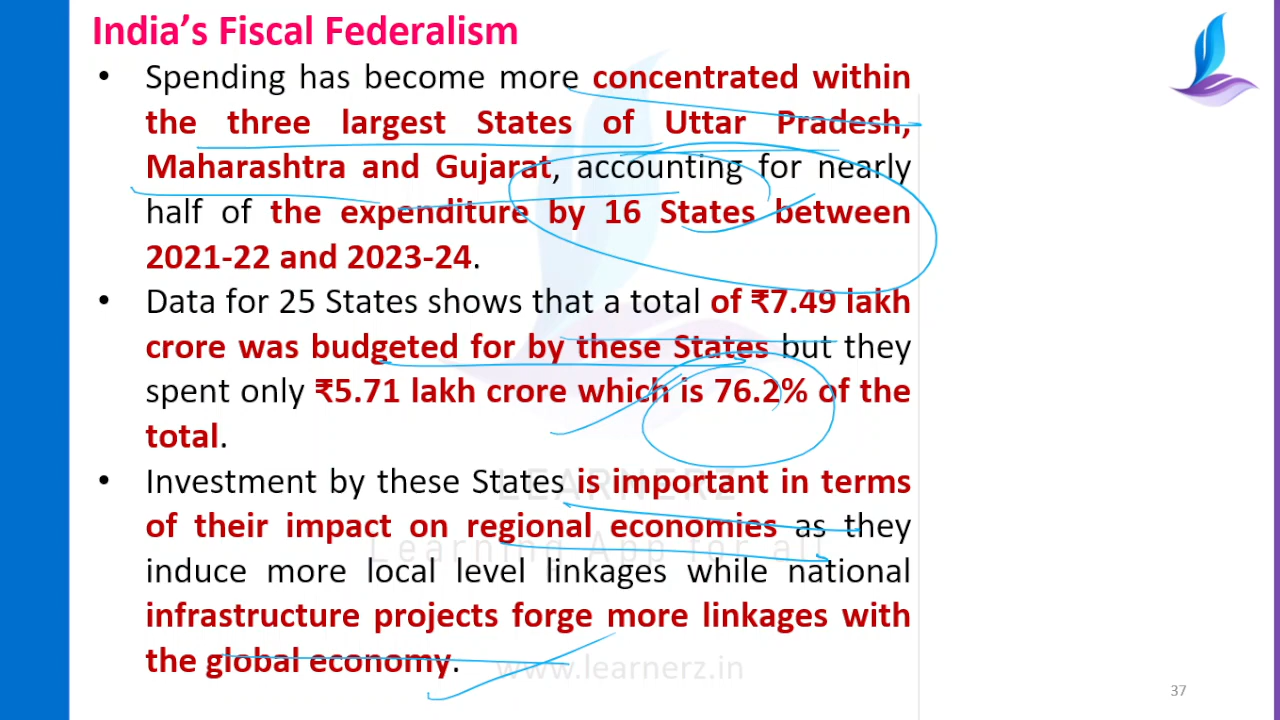 India's Fiscal Federalism
• Spending has become more concentrated within
the three largest States of Uttar Pradesh,
Maharashtra and Gujarat, accounting for nearly
half of the expenditure by 16 States between
2021-22 and 2023-24.
• Data for 25 States shows that a total of ₹7.49 lakh
crore was budgeted for by these States but they
spent only ₹5.71 lakh crore which is 76.2% of the
total.
• Investment by these States is important in terms
of their impact on regional economies as they
induce more local level linkages while national
infrastructure projects forge more linkages with
the global economy.
LEARNERZ
Learning App for all
www.learnerz.in
37